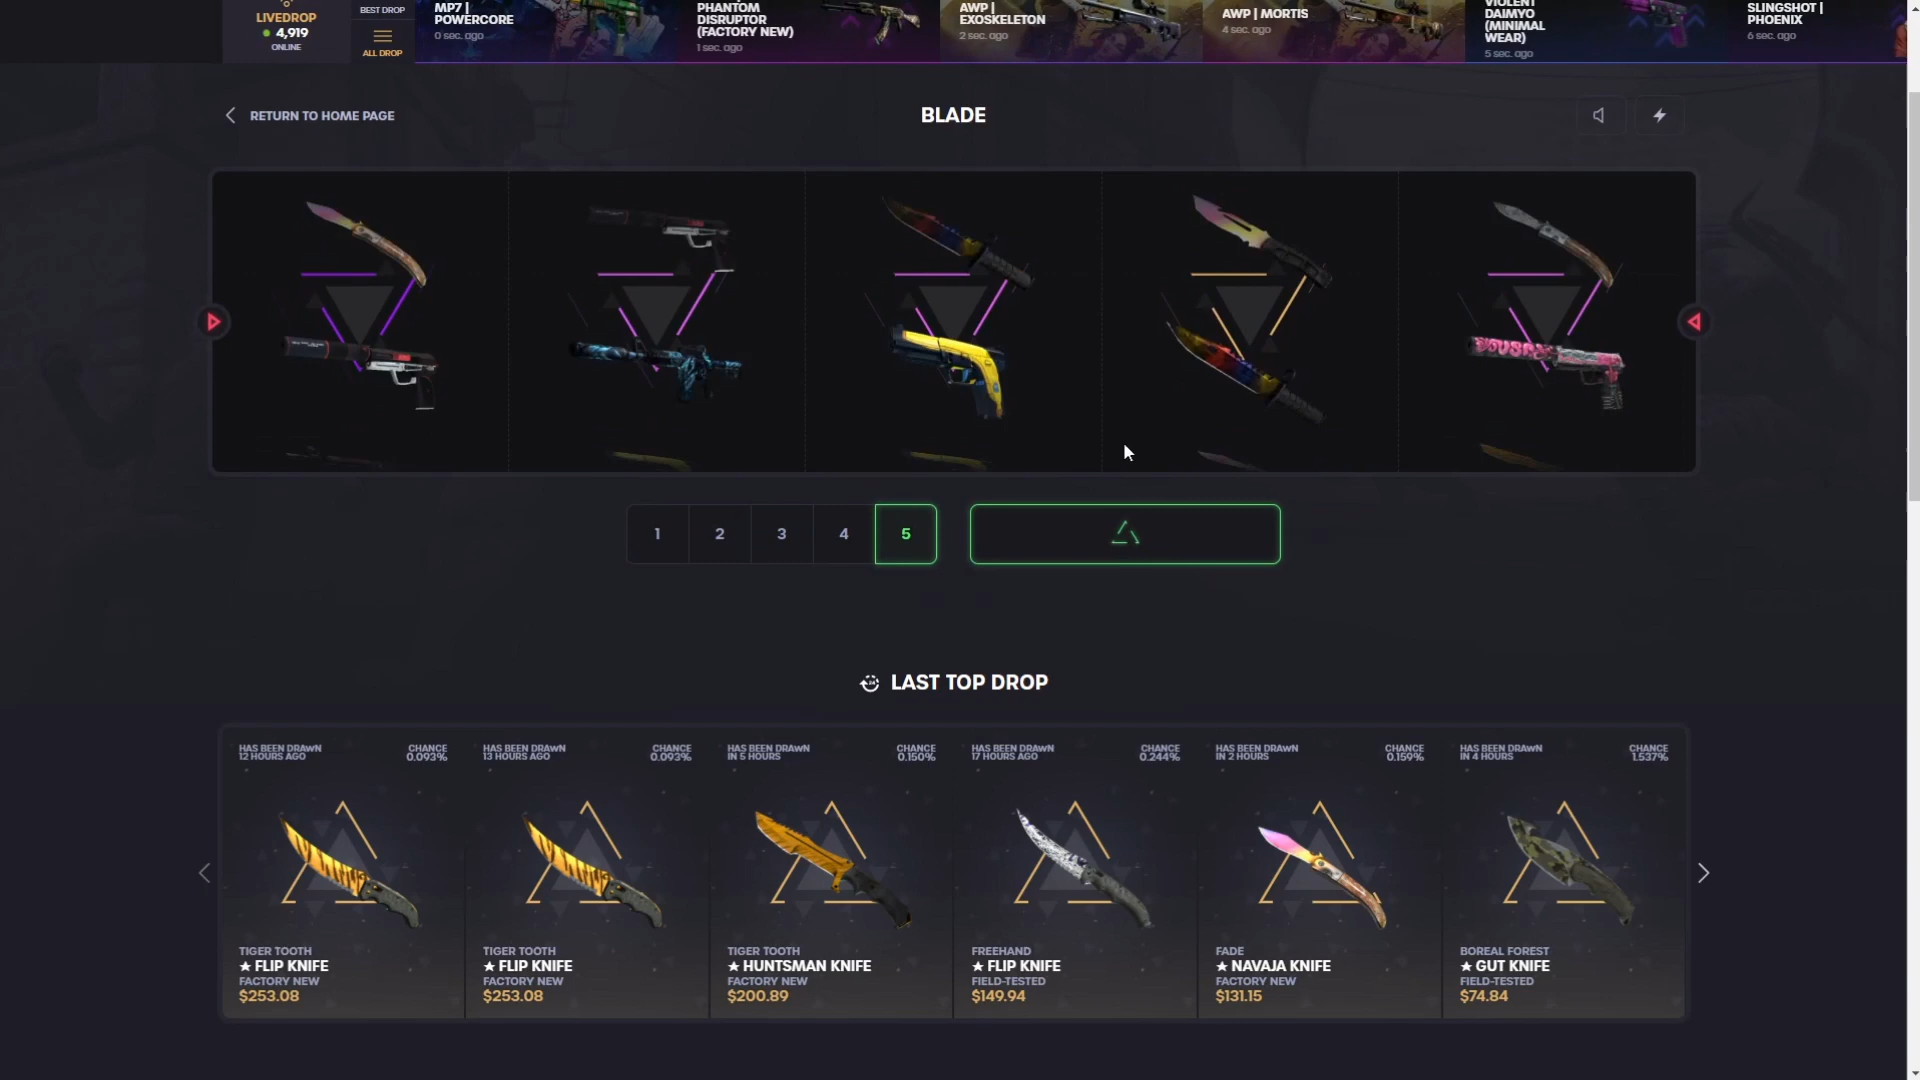 LIVEDROP
4,919
ONLINE
BEST DROP
ALL DROP
MP7 |
POWERCORE
0 sec. ago
PHANTOM
DISRUPTOR
(FACTORY NEW)
1 sec. ago
AWP |
EXOSKELETON
2 sec. ago
AWP | MORTIS
4 sec. ago
VIOLENT
DAIMYO
(MINIMAL
WEAR)
5 sec. ago
SLINGSHOT |
PHOENIX
6 sec. ago
RETURN TO HOME PAGE
BLADE
1 2 3 4 5
LAST TOP DROP
HAS BEEN DRAWN
12 HOURS AGO
CHANCE
0.093%
TIGER TOOTH
★ FLIP KNIFE
FACTORY NEW
$253.08
HAS BEEN DRAWN
13 HOURS AGO
CHANCE
0.093%
TIGER TOOTH
★ FLIP KNIFE
FACTORY NEW
$253.08
HAS BEEN DRAWN
IN 5 HOURS
CHANCE
0.150%
TIGER TOOTH
★ HUNTSMAN KNIFE
FACTORY NEW
$200.89
HAS BEEN DRAWN
17 HOURS AGO
CHANCE
0.244%
FREEHAND
★ FLIP KNIFE
FIELD-TESTED
$149.94
HAS BEEN DRAWN
IN 2 HOURS
CHANCE
0.159%
FADE
★ NAVAJA KNIFE
FACTORY NEW
$131.15
HAS BEEN DRAWN
IN 4 HOURS
CHANCE
1.537%
BOREAL FOREST
★ GUT KNIFE
FIELD-TESTED
$74.84